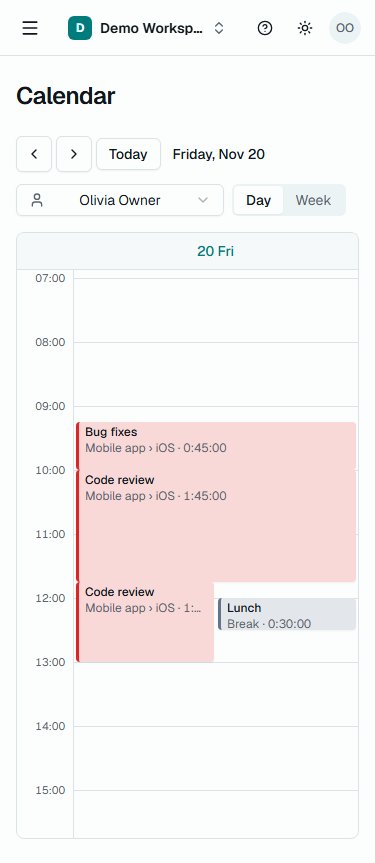 D Demo Worksp... OO
Calendar
Today Friday, Nov 20
Olivia Owner Day Week
20 Fri
07:00
08:00
09:00
Bug fixes
Mobile app › iOS · 0:45:00
10:00
Code review
Mobile app › iOS · 1:45:00
11:00
Code review
Mobile app › iOS · 1:...
12:00
Lunch
Break · 0:30:00
13:00
14:00
15:00